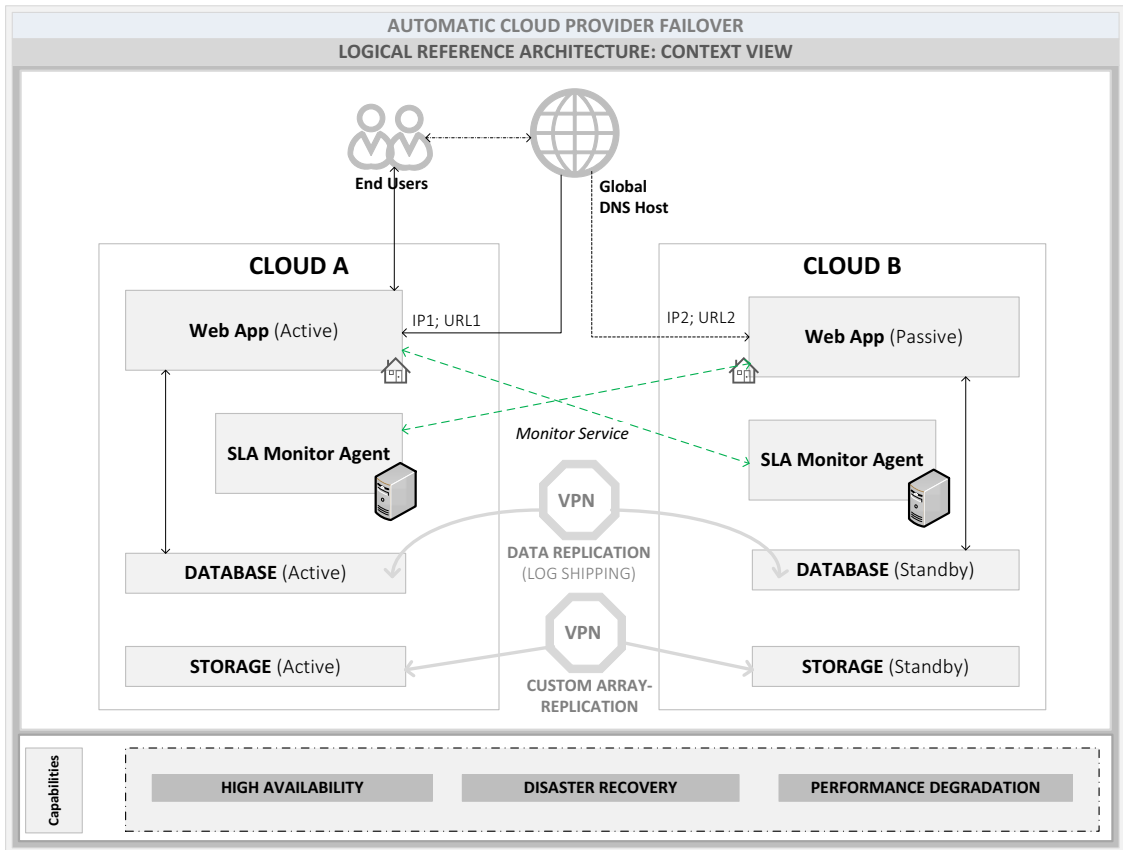 AUTOMATIC CLOUD PROVIDER FAILOVER
LOGICAL REFERENCE ARCHITECTURE: CONTEXT VIEW
End Users
Global
DNS Host
CLOUD A
CLOUD B
Web App (Active)
IP1; URL1
IP2; URL2
Web App (Passive)
Monitor Service
SLA Monitor Agent
SLA Monitor Agent
VPN
DATA REPLICATION
(LOG SHIPPING)
DATABASE (Active)
DATABASE (Standby)
VPN
STORAGE (Active)
STORAGE (Standby)
CUSTOM ARRAY-
REPLICATION
Capabilities
HIGH AVAILABILITY
DISASTER RECOVERY
PERFORMANCE DEGRADATION